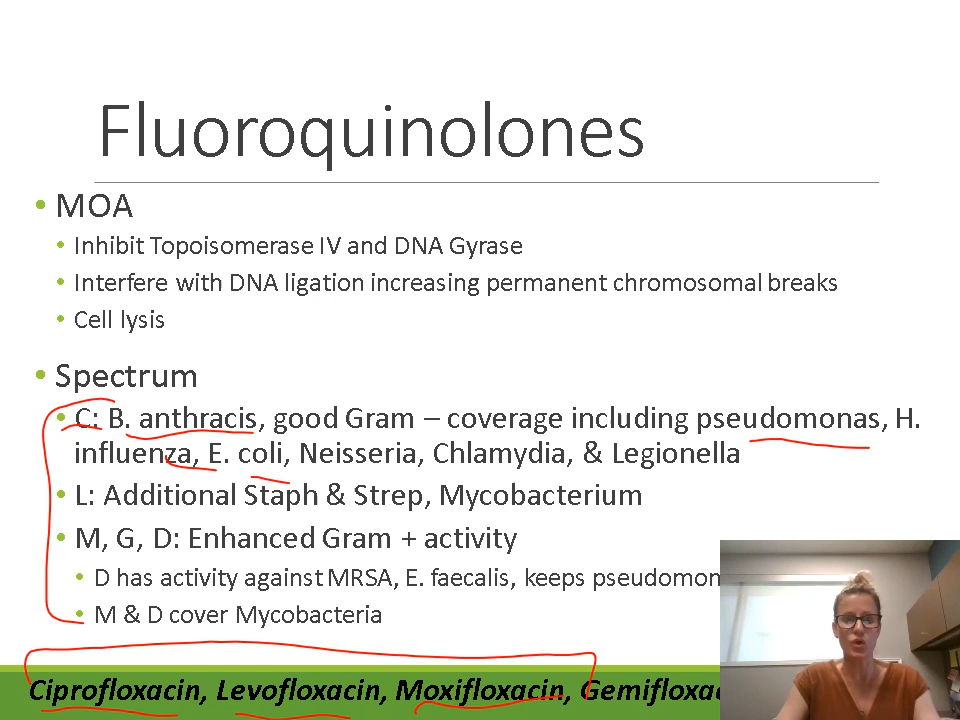 Fluoroquinolones
• MOA
• Inhibit Topoisomerase IV and DNA Gyrase
• Interfere with DNA ligation increasing permanent chromosomal breaks
• Cell lysis
• Spectrum
• C: B. anthracis, good Gram – coverage including pseudomonas, H.
influenza, E. coli, Neisseria, Chlamydia, & Legionella
• L: Additional Staph & Strep, Mycobacterium
• M, G, D: Enhanced Gram + activity
• D has activity against MRSA, E. faecalis, keeps
• M & D cover Mycobacteria
Ciprofloxacin, Levofloxacin, Moxifloxacin,